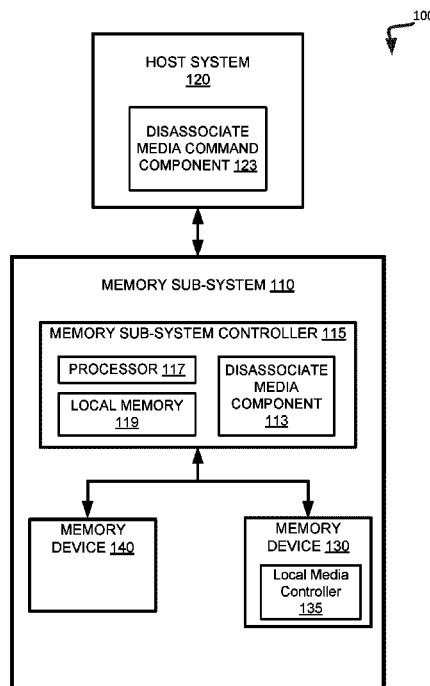 100
HOST SYSTEM
120
DISASSOCIATE
MEDIA COMMAND
COMPONENT 123
MEMORY SUB-SYSTEM 110
MEMORY SUB-SYSTEM CONTROLLER 115
PROCESSOR 117
LOCAL MEMORY
119
DISASSOCIATE
MEDIA
COMPONENT
113
MEMORY
DEVICE 140
MEMORY
DEVICE 130
Local Media
Controller
135